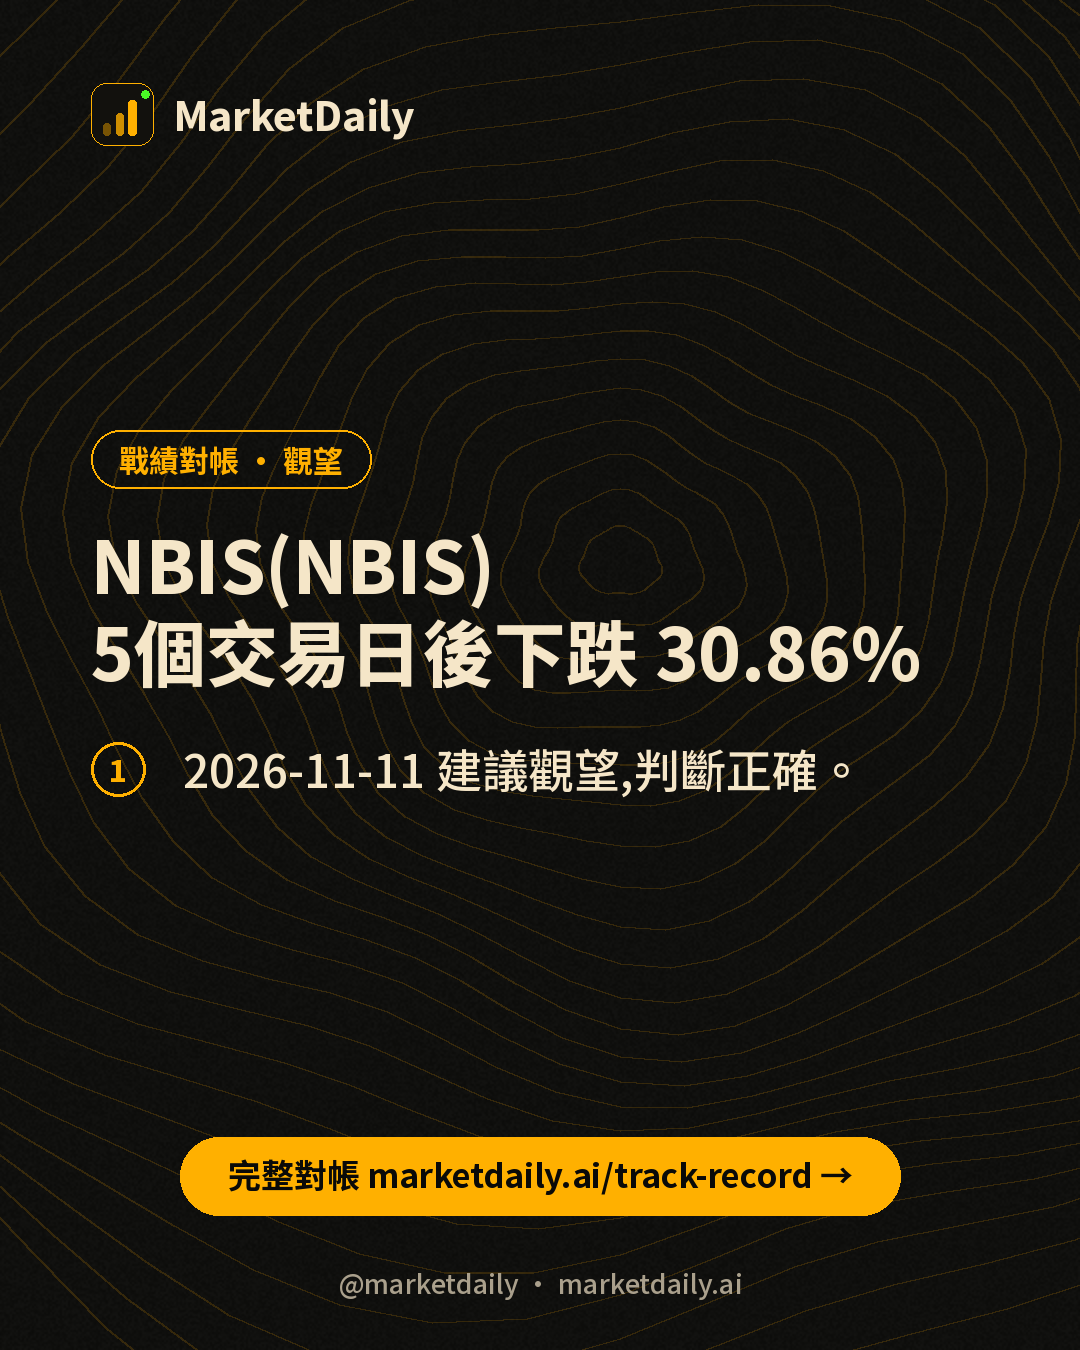 MarketDaily
戰績對帳 • 觀望
NBIS(NBIS)
5個交易日後下跌 30.86%
1 2026-11-11 建議觀望,判斷正確。
完整對帳 marketdaily.ai/track-record →
@marketdaily • marketdaily.ai